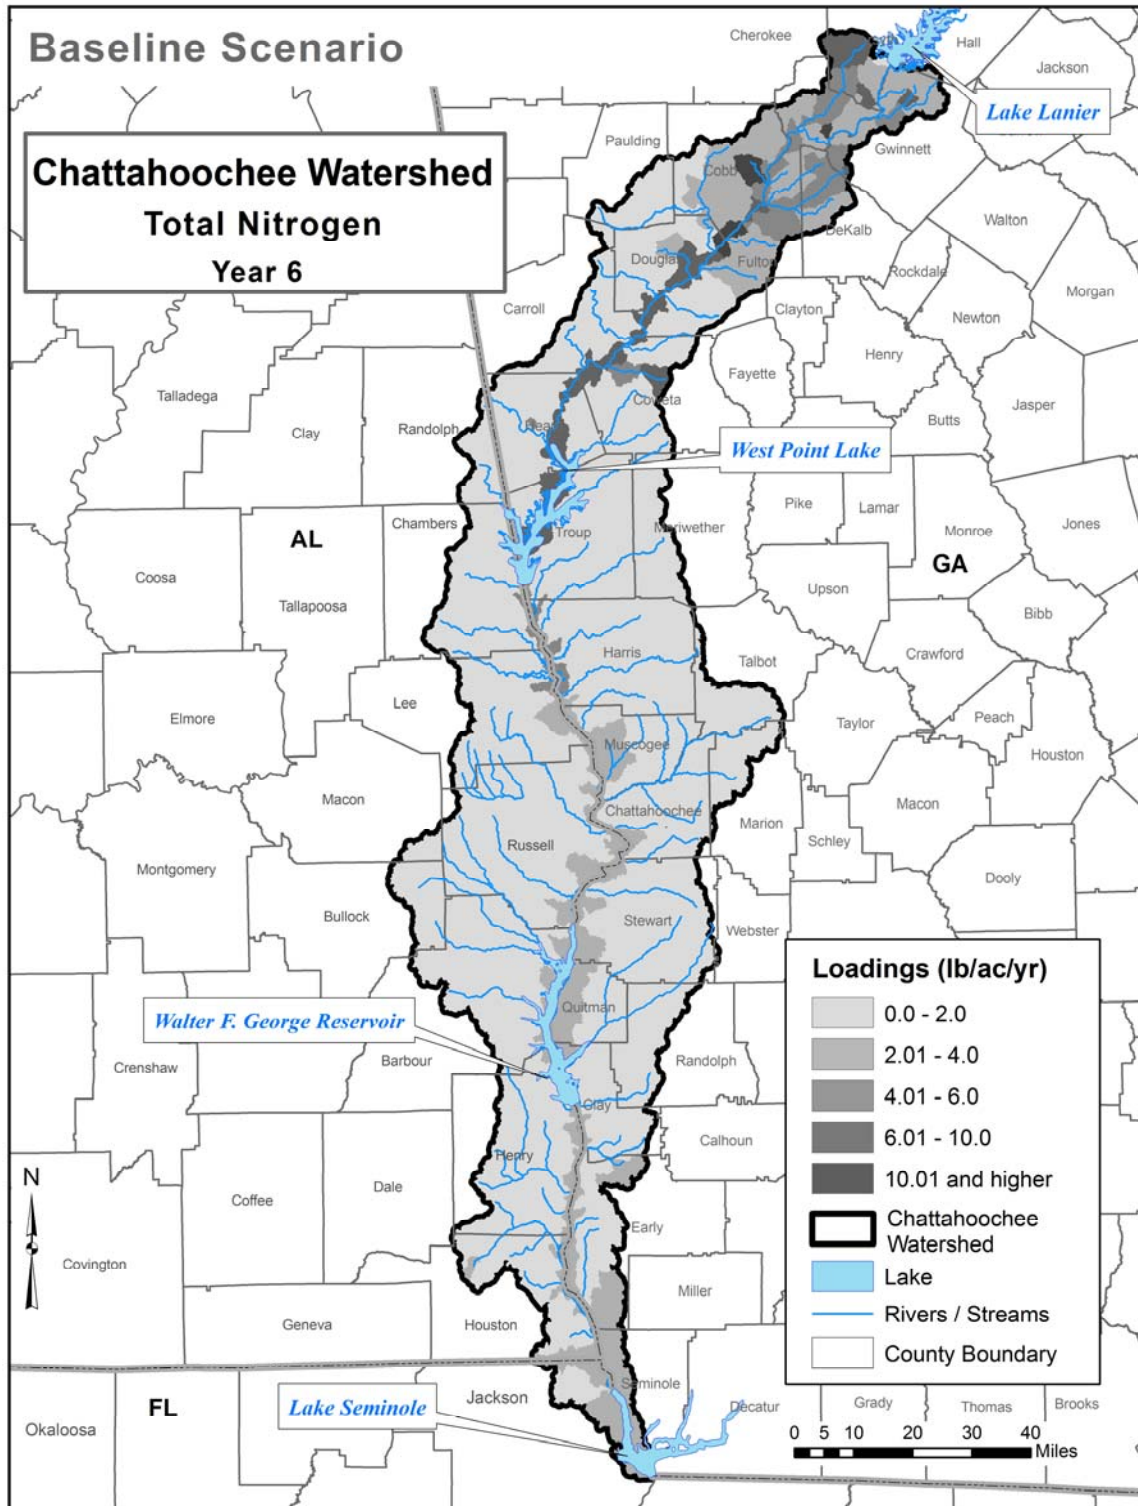 Baseline Scenario
Chattahoochee Watershed
Total Nitrogen
Year 6
Cherokee
Hall
Jackson
Lake Lanier
Paulding
Gwinnett
Cobb
Walton
DeKalb
Douglas
Fulton
Rockdale
Morgan
Carroll
Clayton
Newton
Henry
Fayette
Talladega
Coweta
Jasper
Butts
Clay
Randolph
Heard
West Point Lake
Pike
Lamar
Chambers
Troup
Meriwether
Monroe
Jones
AL
GA
Coosa
Tallapoosa
Upson
Bibb
Harris
Talbot
Crawford
Lee
Elmore
Taylor
Peach
Houston
Muscogee
Macon
Chattahoochee
Macon
Marion
Schley
Russell
Montgomery
Dooly
Bullock
Stewart
Webster
Loadings (lb/ac/yr)
0.0 - 2.0
2.01 - 4.0
4.01 - 6.0
6.01 - 10.0
10.01 and higher
Chattahoochee
Watershed
Lake
Rivers / Streams
County Boundary
Quitman
Walter F. George Reservoir
Crenshaw
Barbour
Randolph
Clay
Calhoun
Henry
N
Coffee
Dale
Early
Covington
Miller
Geneva
Houston
Seminole
Jackson
Decatur
FL
Lake Seminole
Okaloosa
Grady
Thomas
Brooks
0 5 10 20 30 40
Miles